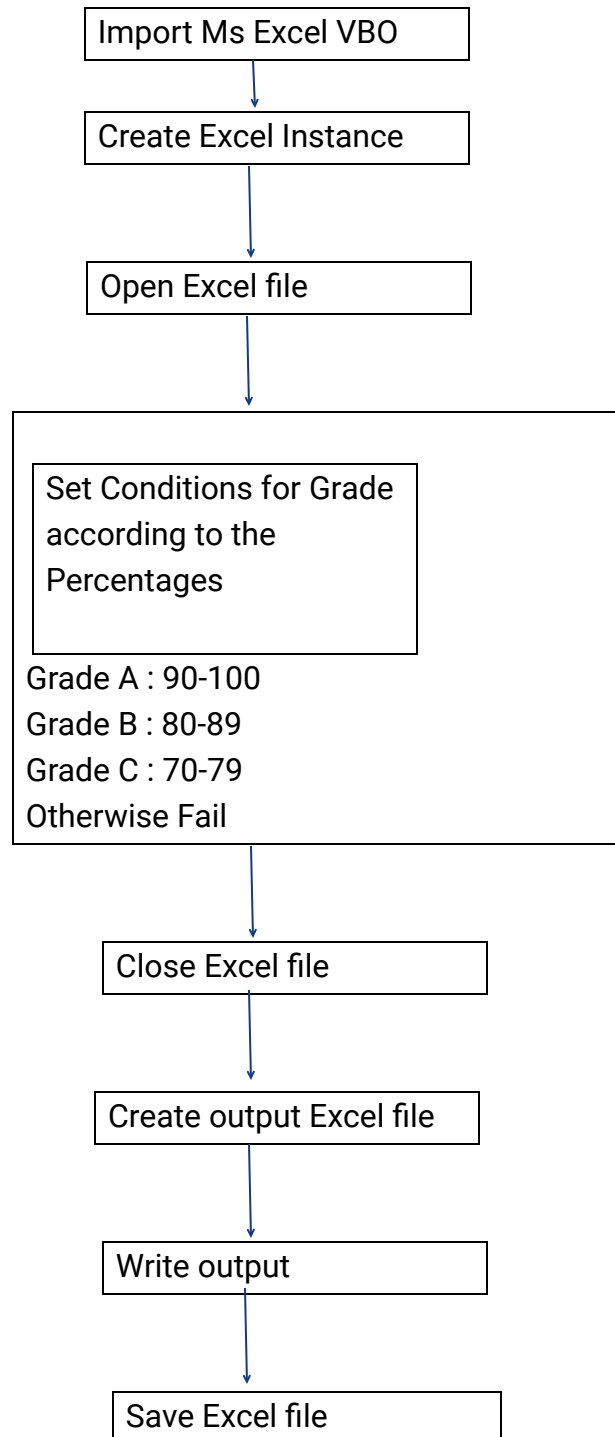 Import Ms Excel VBO
Create Excel Instance
Open Excel file
Set Conditions for Grade
according to the
Percentages
Grade A : 90-100
Grade B : 80-89
Grade C : 70-79
Otherwise Fail
Close Excel file
Create output Excel file
Write output
Save Excel file